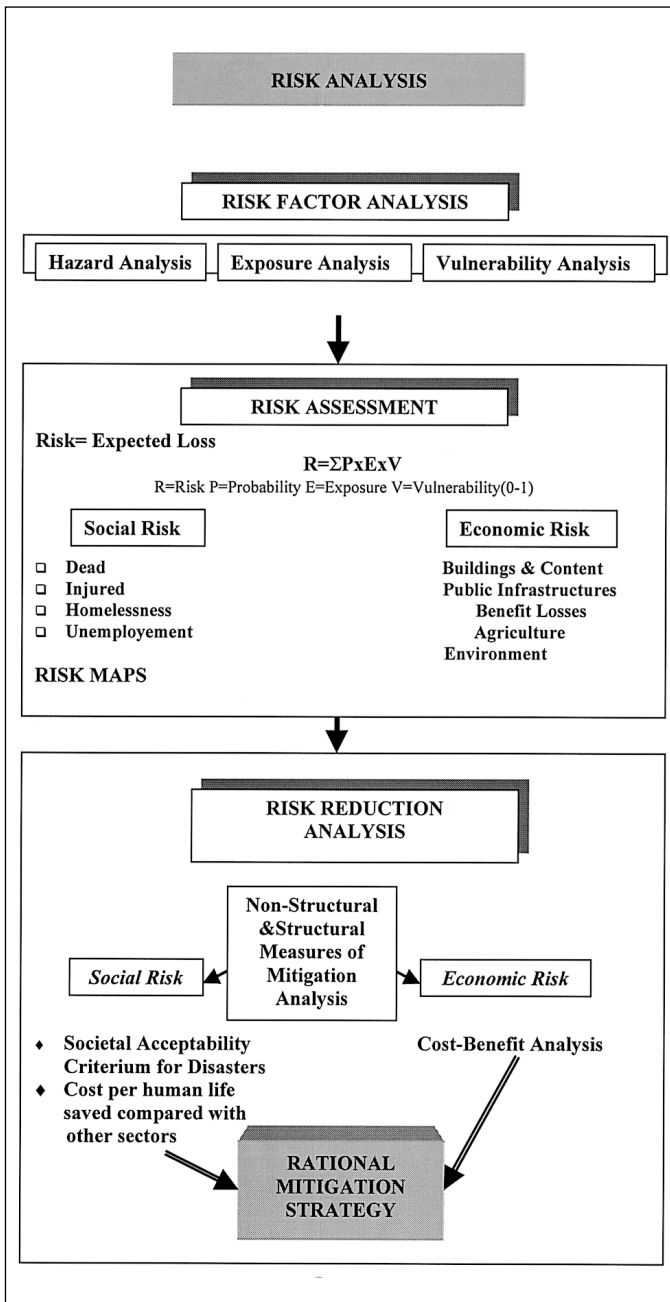 RISK ANALYSIS
RISK FACTOR ANALYSIS
Hazard Analysis
Exposure Analysis
Vulnerability Analysis
RISK ASSESSMENT
Risk= Expected Loss
R=ΣPxExV
R=Risk P=Probability E=Exposure V=Vulnerability(0-1)
Social Risk
Dead
Injured
Homelessness
Unemployement
RISK MAPS
Economic Risk
Buildings & Content
Public Infrastructures
Benefit Losses
Agriculture
Environment
RISK REDUCTION
ANALYSIS
Non-Structural
&Structural
Measures of
Mitigation
Analysis
Social Risk
Economic Risk
Societal Acceptability
Criterium for Disasters
Cost per human life
saved compared with
other sectors
Cost-Benefit Analysis
RATIONAL
MITIGATION
STRATEGY